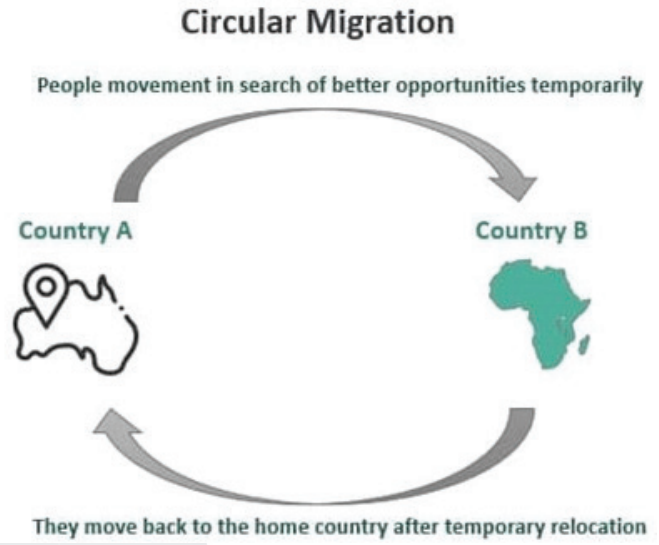 Circular Migration
People movement in search of better opportunities temporarily
Country A
Country B
They move back to the home country after temporary relocation